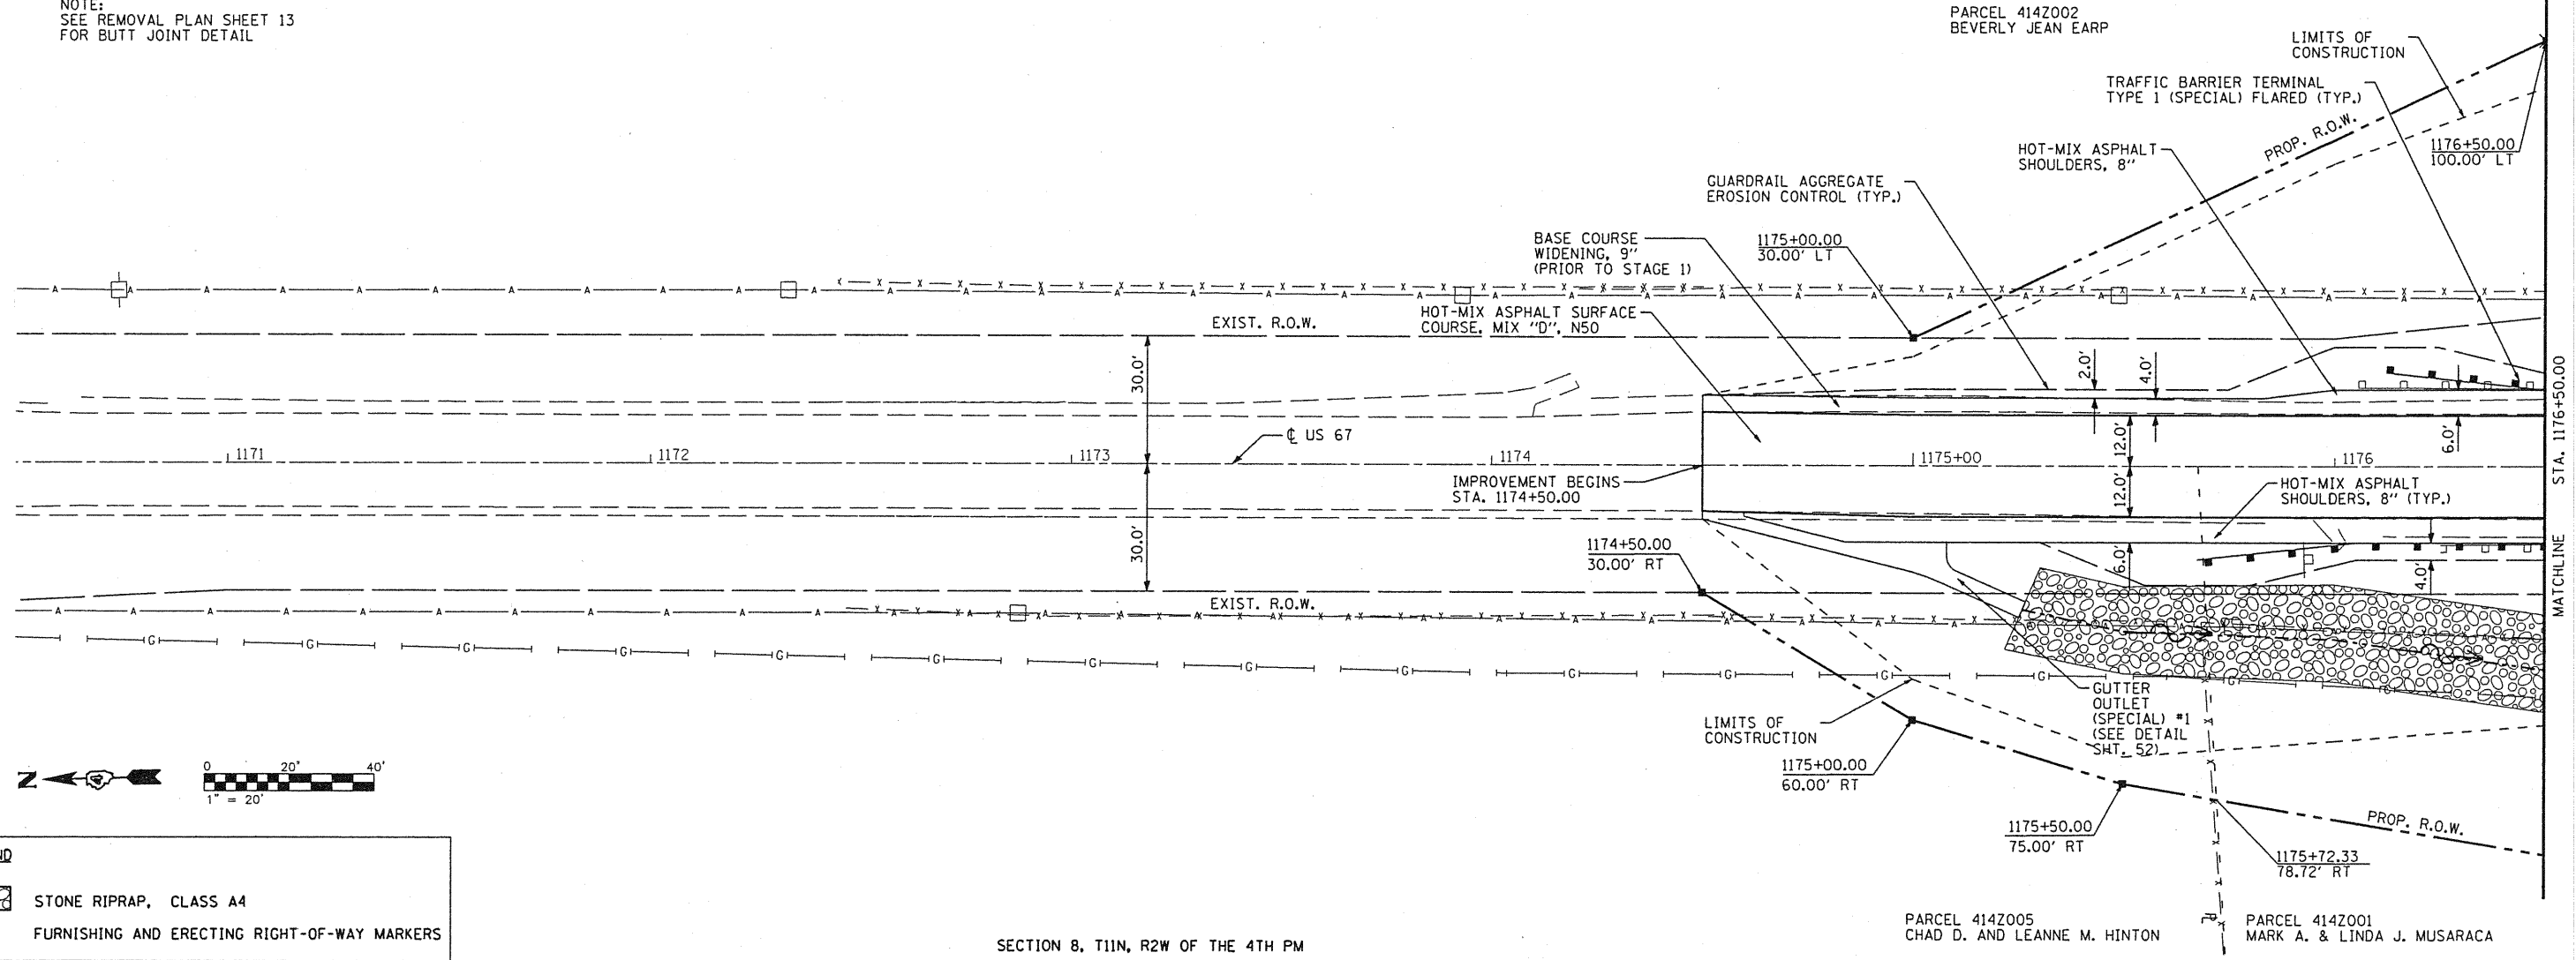 NOTE:
SEE REMOVAL PLAN SHEET 13
FOR BUTT JOINT DETAIL
PARCEL 414Z002
BEVERLY JEAN EARP
LIMITS OF
CONSTRUCTION
TRAFFIC BARRIER TERMINAL
TYPE 1 (SPECIAL) FLARED (TYP.)
HOT-MIX ASPHALT
SHOULDERS, 8"
PROP. R.O.W.
1176+50.00
100.00' LT
GUARDRAIL AGGREGATE
EROSION CONTROL (TYP.)
BASE COURSE
WIDENING, 9"
(PRIOR TO STAGE 1)
1175+00.00
30.00' LT
HOT-MIX ASPHALT SURFACE
COURSE, MIX "D", N50
EXIST. R.O.W.
30.0'
2.0'
4.0'
6.0'
12.0'
℄ US 67
1171
1172
1173
1174
1175+00
1176
IMPROVEMENT BEGINS
STA. 1174+50.00
12.0'
HOT-MIX ASPHALT
SHOULDERS, 8" (TYP.)
30.0'
6.0'
4.0'
1174+50.00
30.00' RT
EXIST. R.O.W.
MATCHLINE STA. 1176+50.00
GUTTER
OUTLET
(SPECIAL) #1
(SEE DETAIL
SHT. 52)
LIMITS OF
CONSTRUCTION
1175+00.00
60.00' RT
1175+50.00
75.00' RT
PROP. R.O.W.
1175+72.33
78.72' RT
N
0 20" 40'
1" = 20'
ND
STONE RIPRAP, CLASS A4
FURNISHING AND ERECTING RIGHT-OF-WAY MARKERS
SECTION 8, T11N, R2W OF THE 4TH PM
PARCEL 414Z005
CHAD D. AND LEANNE M. HINTON
PARCEL 414Z001
MARK A. & LINDA J. MUSARACA